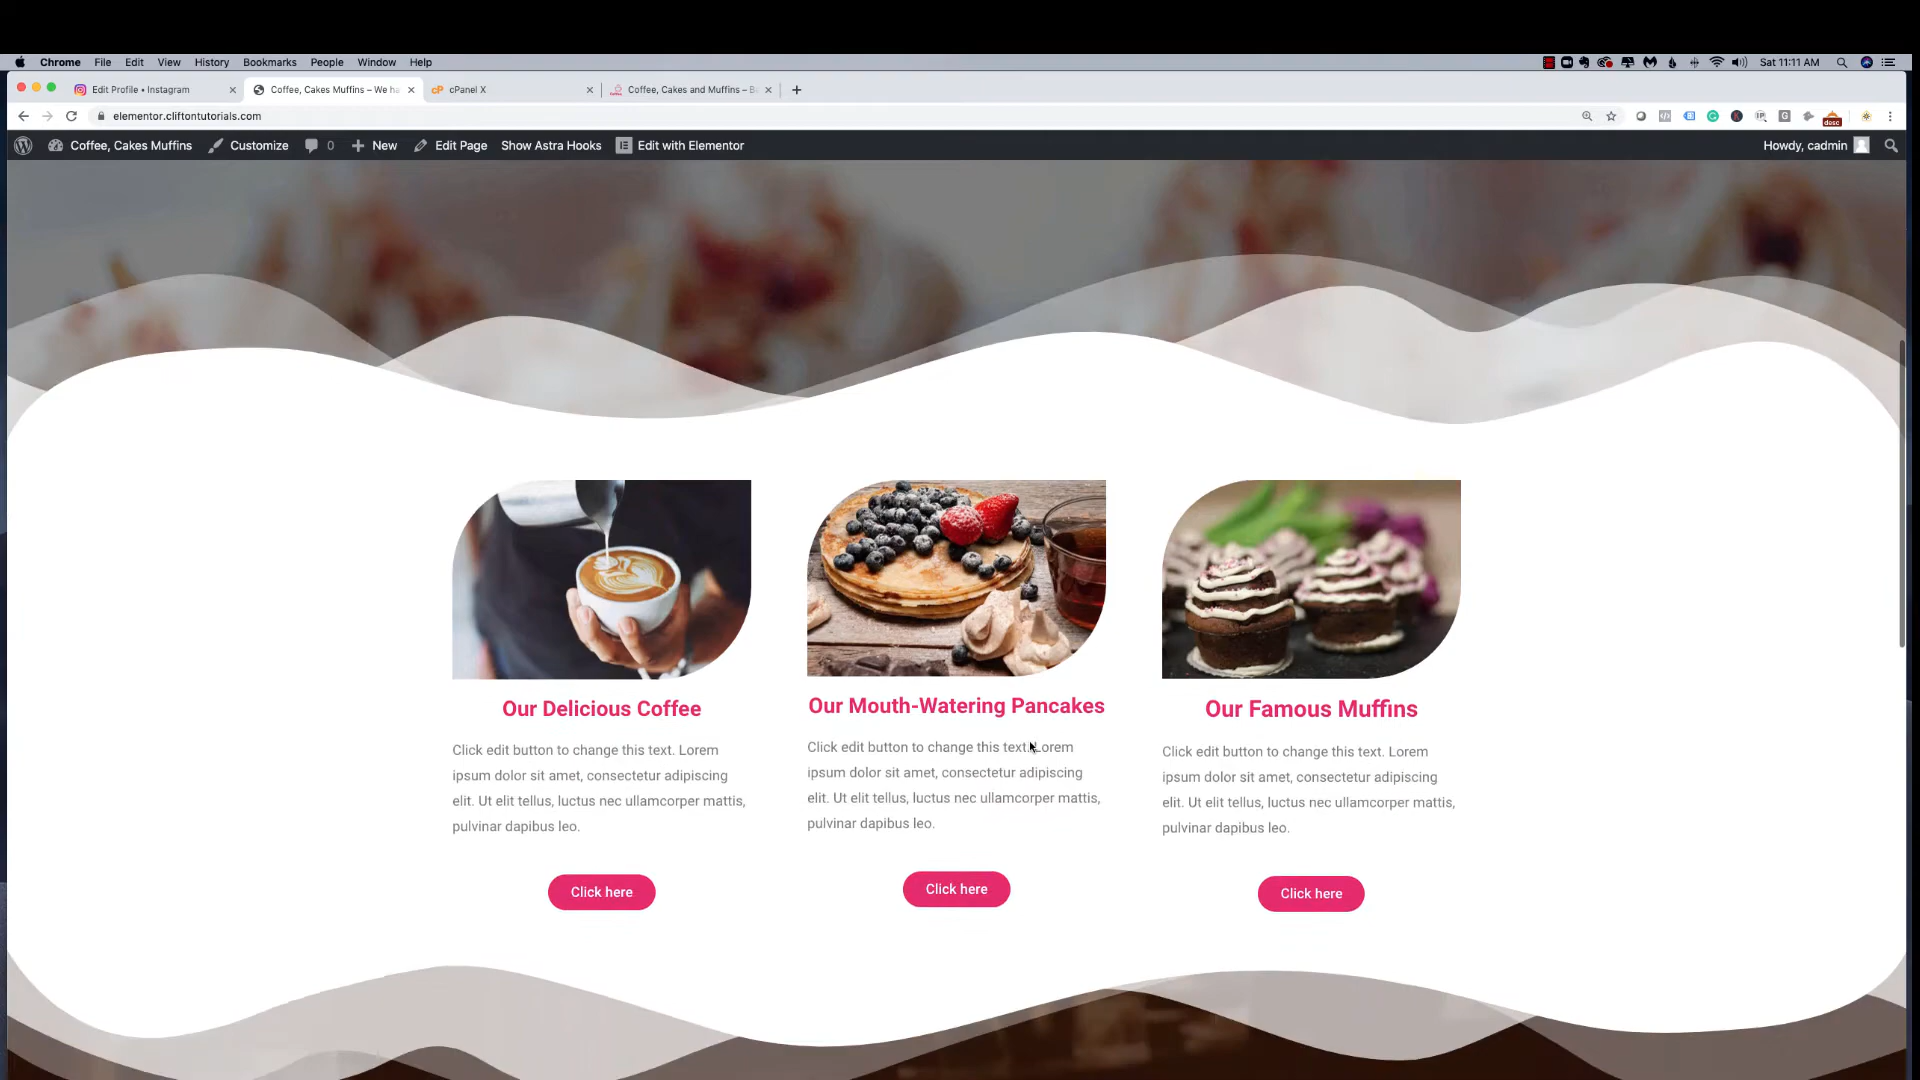 Chrome File Edit View History Bookmarks People Window Help
Sat 11:11 AM
Edit Profile • Instagram
Coffee, Cakes Muffins – We ha
cPanel X
Coffee, Cakes and Muffins – B
elementor.cliftontutorials.com
Coffee, Cakes Muffins Customize 0 New Edit Page Show Astra Hooks Edit with Elementor
Howdy, cadmin
Our Delicious Coffee
Click edit button to change this text. Lorem
ipsum dolor sit amet, consectetur adipiscing
elit. Ut elit tellus, luctus nec ullamcorper mattis,
pulvinar dapibus leo.
Click here
Our Mouth-Watering Pancakes
Click edit button to change this text. Lorem
ipsum dolor sit amet, consectetur adipiscing
elit. Ut elit tellus, luctus nec ullamcorper mattis,
pulvinar dapibus leo.
Click here
Our Famous Muffins
Click edit button to change this text. Lorem
ipsum dolor sit amet, consectetur adipiscing
elit. Ut elit tellus, luctus nec ullamcorper mattis,
pulvinar dapibus leo.
Click here